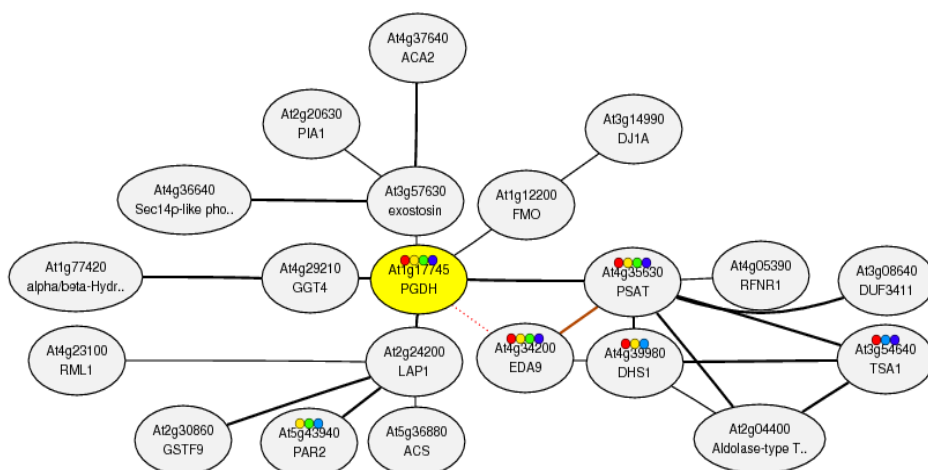 At4g37640
ACA2
At2g20630
PIA1
At3g14990
DJ1A
At4g36640
Sec14p-like pho..
At3g57630
exostosin
At1g12200
FMO
At1g77420
alpha/beta-Hydr..
At4g29210
GGT4
At1g17745
PGDH
At4g35630
PSAT
At4g05390
RFNR1
At3g08640
DUF3411
At4g23100
RML1
At2g24200
LAP1
At4g34200
EDA9
At4g39980
DHS1
At3g54640
TSA1
At2g30860
GSTF9
At5g43940
PAR2
At5g36880
ACS
At2g04400
Aldolase-type T..